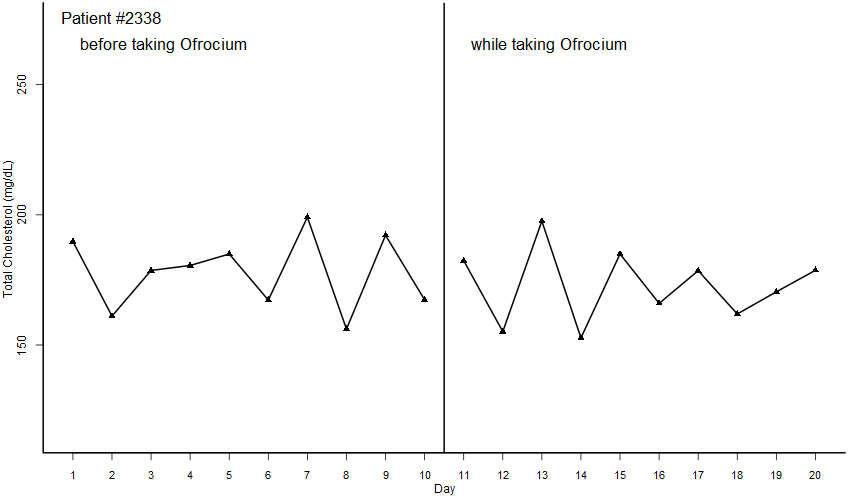 Patient #2338
before taking Ofrocium
while taking Ofrocium
Total Cholesterol (mg/dL)
250
200
150
1 2 3 4 5 6 7 8 9 10 11 12 13 14 15 16 17 18 19 20
Day